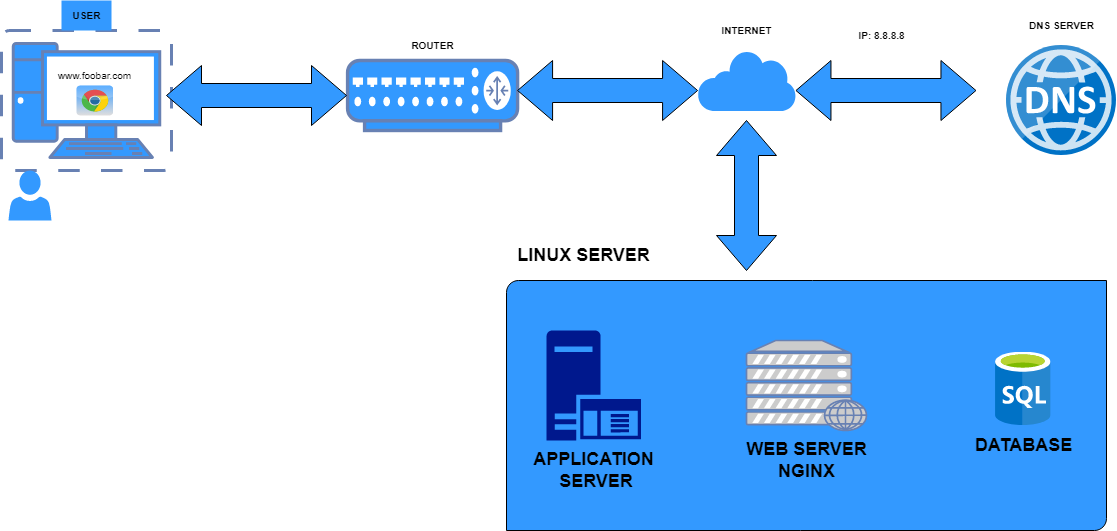 USER
www.foobar.com
ROUTER
INTERNET
IP: 8.8.8.8
DNS SERVER
DNS
LINUX SERVER
APPLICATION
SERVER
WEB SERVER
NGINX
SQL
DATABASE